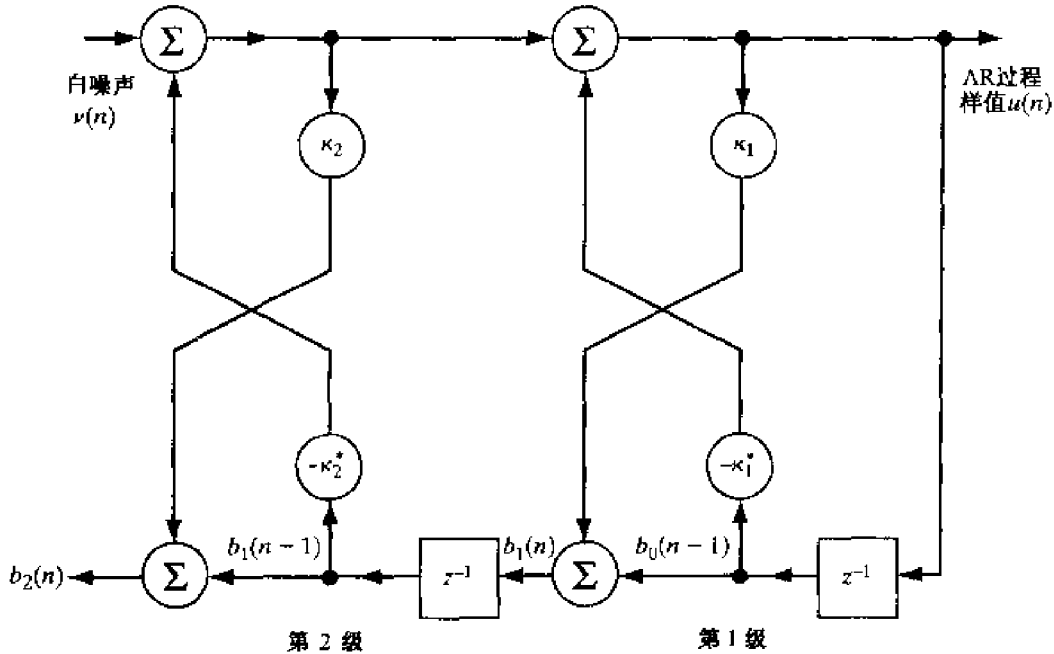 Σ
Σ
白噪声
ν(n)
AR过程
样值u(n)
κ₂
κ₁
-κ₂*
-κ₁*
b₁(n – 1)
b₁(n)
b₀(n – 1)
b₂(n)
Σ
z⁻¹
Σ
z⁻¹
第 2 级
第 1 级